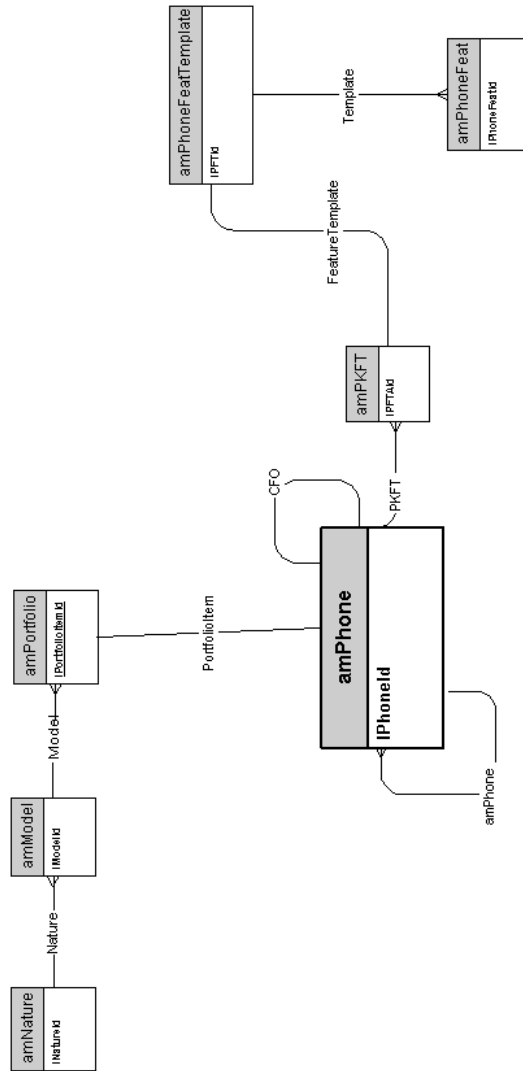 amNature
lNatureId
Nature
amModel
lModelId
Model
amPortfolio
lPortfolioItemId
PortfolioItem
amPhoneFeatTemplate
lPFTId
CFO
FeatureTemplate
Template
amPhone
lPhoneId
PKFT
amPKFT
lPFTAId
amPhoneFeat
lPhoneFeatId
amPhone